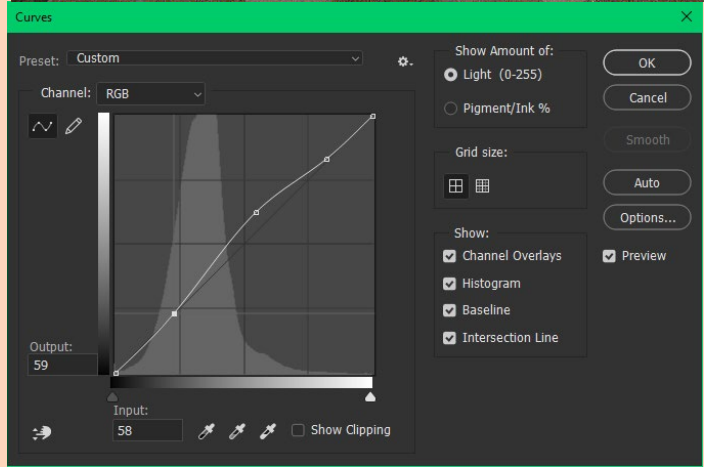 Curves
Preset: Custom
Channel: RGB
Output:
59
Input:
58
Show Clipping
Show Amount of:
Light (0-255)
Pigment/Ink %
Grid size:
Show:
Channel Overlays
Histogram
Baseline
Intersection Line
OK
Cancel
Smooth
Auto
Options...
Preview